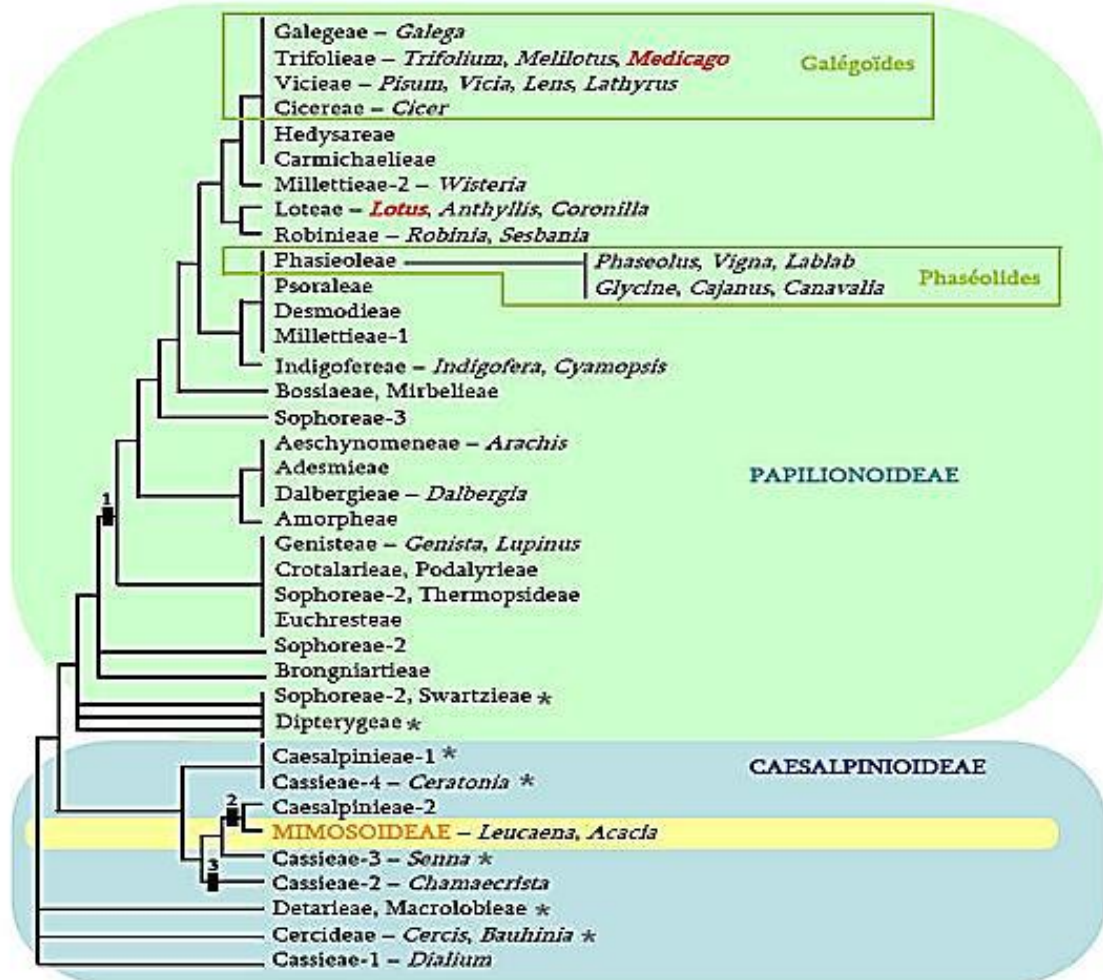 Galegeae – Galega
Trifolieae – Trifolium, Melilotus, Medicago
Galégoïdes
Vicieae – Pisum, Vicia, Lens, Lathyrus
Cicereae – Cicer
Hedysareae
Carmichaelieae
Millettieae-2 – Wisteria
Loteae – Lotus, Anthyllis, Coronilla
Robinieae – Robinia, Sesbania
Phasieoleae
Phaseolus, Vigna, Lablab
Phaséolides
Psoraleae
Glycine, Cajanus, Canavalia
Desmodieae
Millettieae-1
Indigofereae – Indigofera, Cyamopsis
Bossiaeae, Mirbelieae
Sophoreae-3
Aeschynomeneae – Arachis
Adesmieae
PAPILIONOIDEAE
Dalbergieae – Dalbergia
1
Amorpheae
Genisteae – Genista, Lupinus
Crotalarieae, Podalyrieae
Sophoreae-2, Thermopsideae
Euchresteae
Sophoreae-2
Brongniartieae
Sophoreae-2, Swartzieae *
Dipterygeae *
Caesalpinieae-1 *
CAESALPINIOIDEAE
Cassieae-4 – Ceratonia *
2
Caesalpinieae-2
MIMOSOIDEAE – Leucaena, Acacia
Cassieae-3 – Senna *
3
Cassieae-2 – Chamaecrista
Detarieae, Macrolobieae *
Cercideae – Cercis, Bauhinia *
Cassieae-1 – Dialium